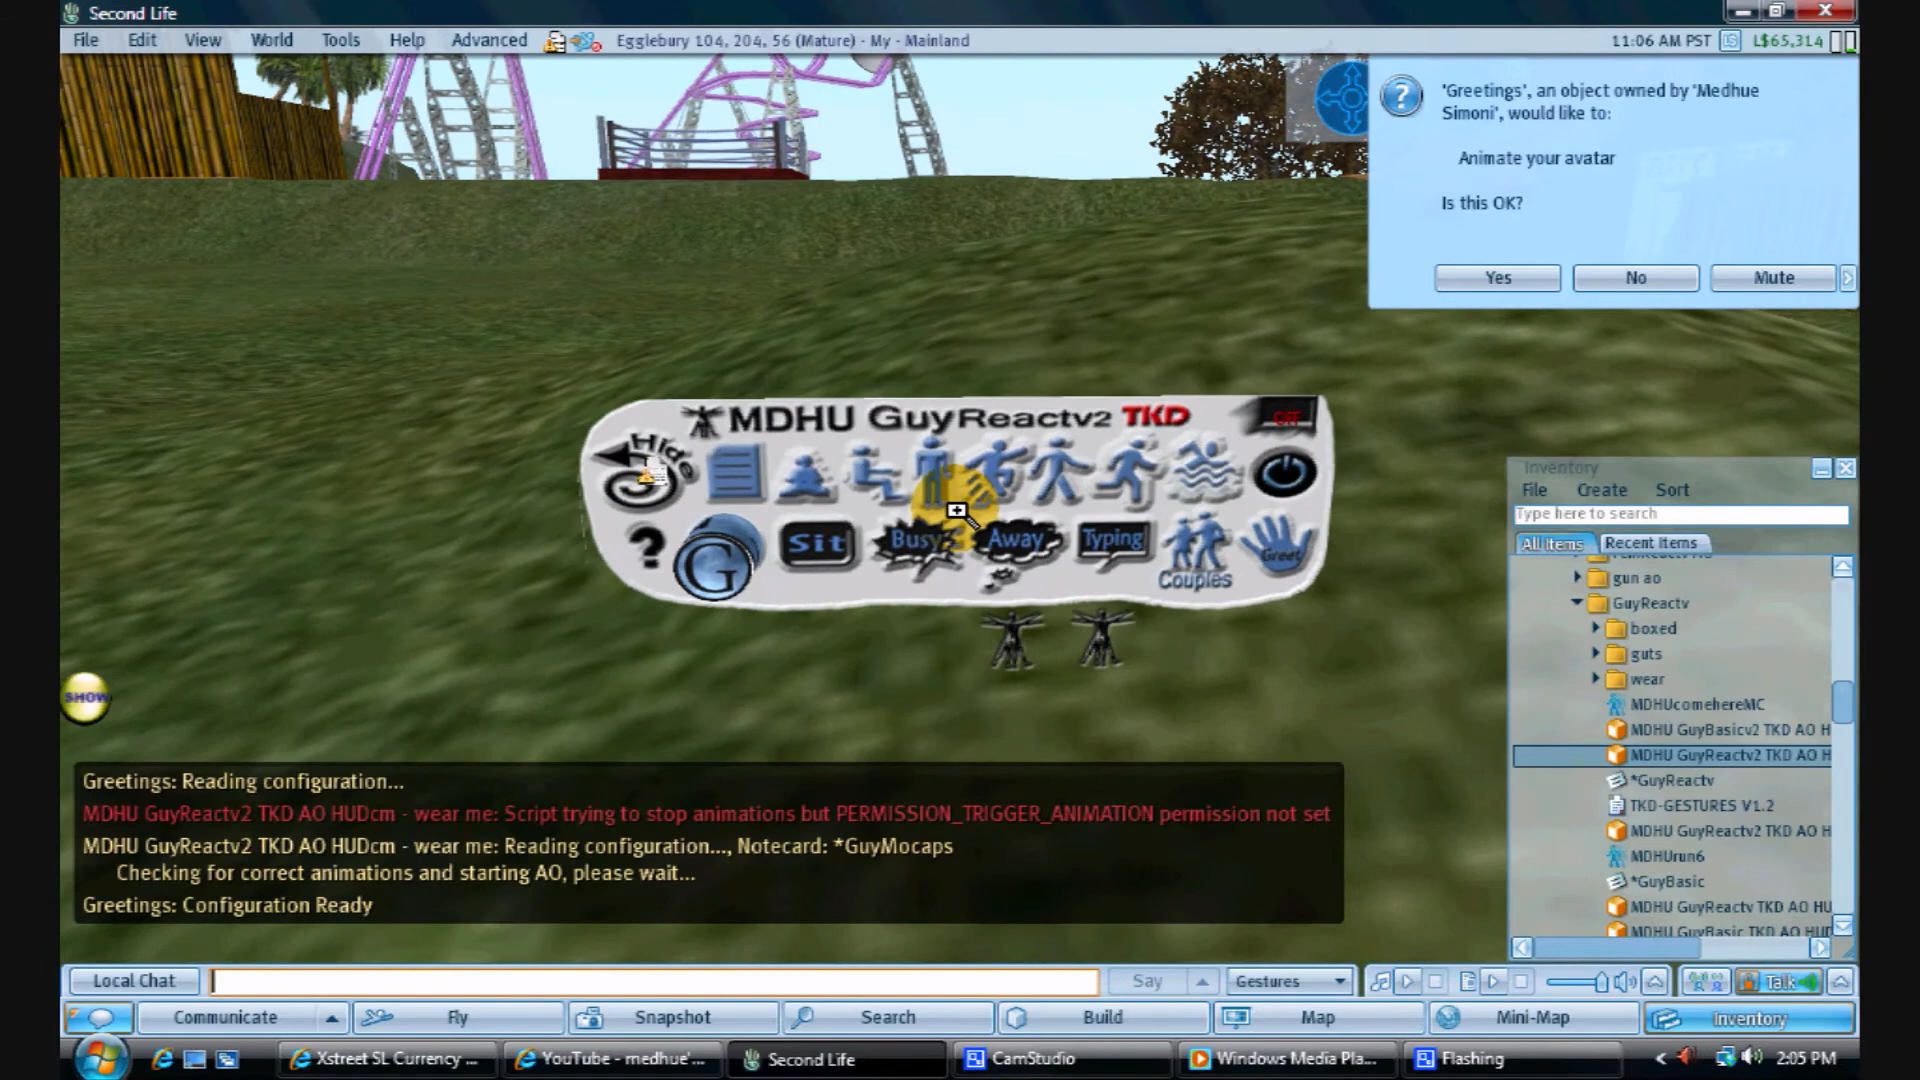 Second Life
File Edit View World Tools Help Advanced Egglebury 104, 204, 56 (Mature) - My - Mainland 11:06 AM PST L$65,314
'Greetings', an object owned by 'Medhue
Simoni', would like to:
Animate your avatar
Is this OK?
Yes No Mute
MDHU GuyReactv2 TKD OFF
Hide
? G Sit Busy Away Typing Couples Greet
SHOW
Inventory
File Create Sort
Type here to search
All Items Recent Items
gun ao
GuyReactv
boxed
guts
wear
MDHUcomehereMC
MDHU GuyBasicv2 TKD AO H
MDHU GuyReactv2 TKD AO H
*GuyReactv
TKD-GESTURES V1.2
MDHU GuyReactv2 TKD AO H
MDHUrun6
*GuyBasic
MDHU GuyReactv TKD AO HU
MDHU GuyBasic TKD AO HUD
Greetings: Reading configuration...
MDHU GuyReactv2 TKD AO HUDcm - wear me: Script trying to stop animations but PERMISSION_TRIGGER_ANIMATION permission not set
MDHU GuyReactv2 TKD AO HUDcm - wear me: Reading configuration..., Notecard: *GuyMocaps
Checking for correct animations and starting AO, please wait...
Greetings: Configuration Ready
Local Chat Say Gestures Talk
Communicate Fly Snapshot Search Build Map Mini-Map Inventory
Xstreet SL Currency ... YouTube - medhue'... Second Life CamStudio Windows Media Pla... Flashing 2:05 PM